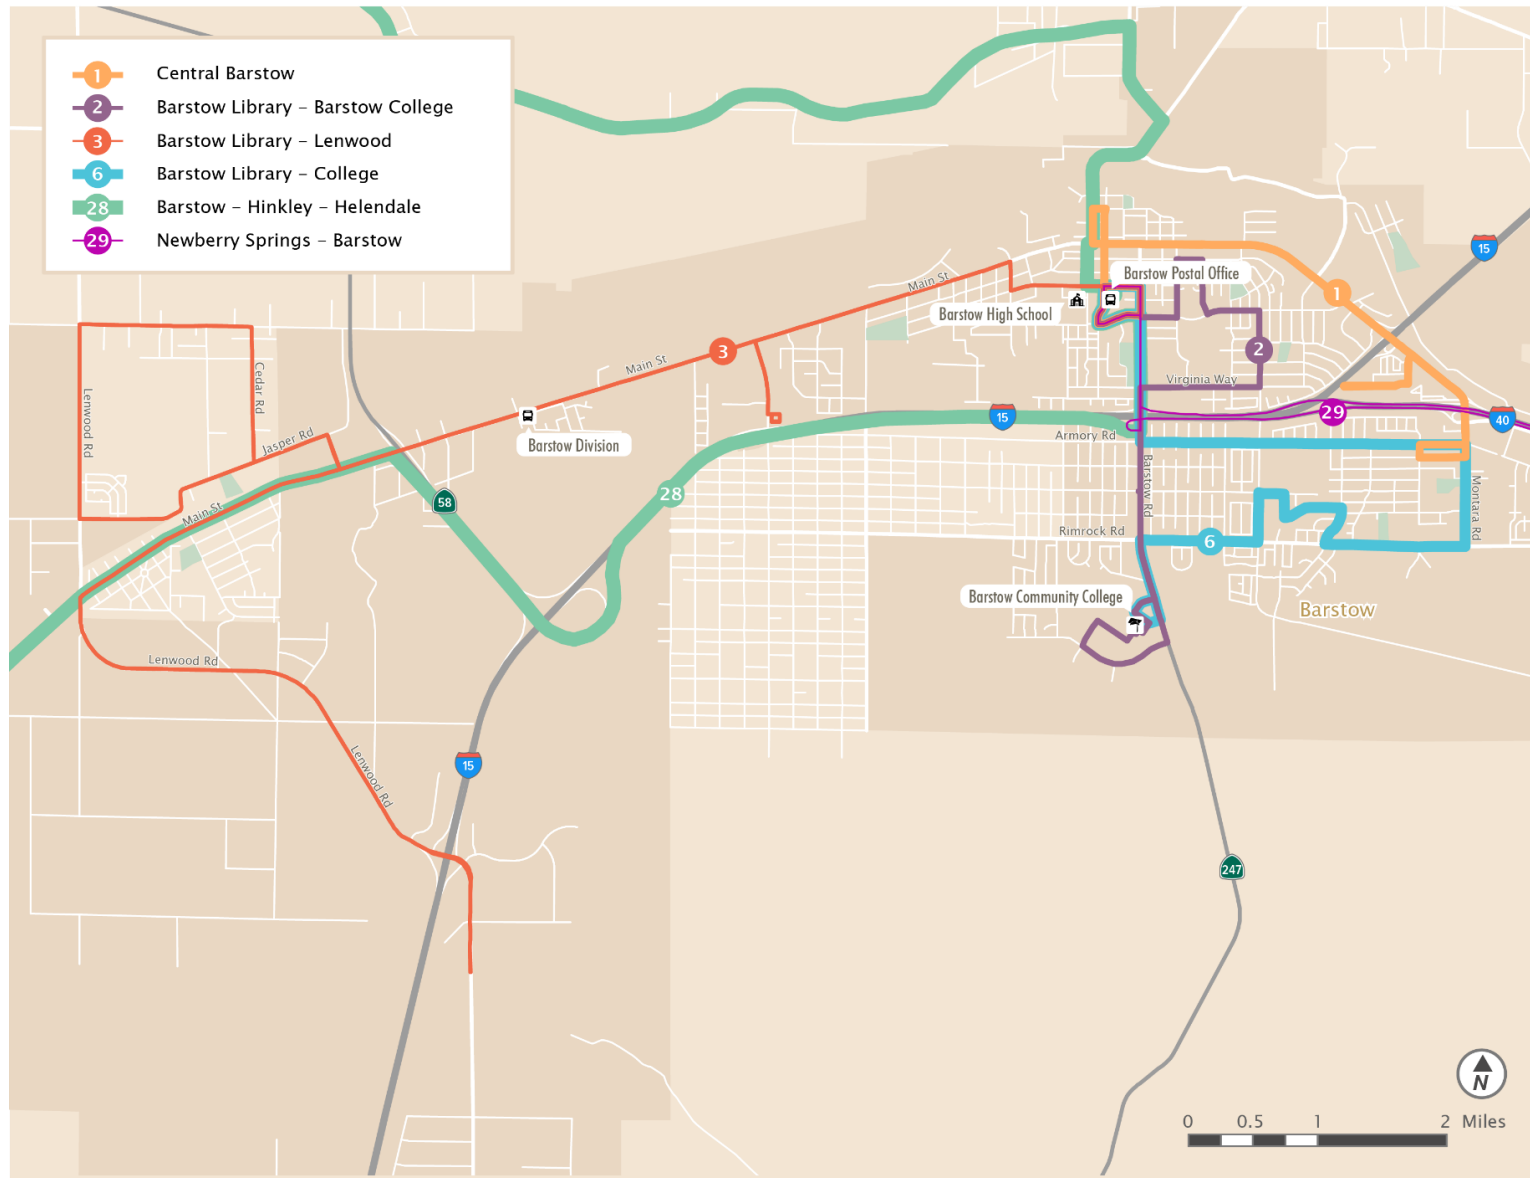 1 Central Barstow
2 Barstow Library – Barstow College
3 Barstow Library – Lenwood
6 Barstow Library – College
28 Barstow – Hinkley – Helendale
29 Newberry Springs – Barstow
15
Barstow Postal Office
Main St
1
Barstow High School
3
2
Main St
Cedar Rd
Lenwood Rd
Virginia Way
29
15
40
Barstow Division
Armory Rd
Jasper Rd
Barstow Rd
28
58
Montara Rd
Main St
Rimrock Rd
6
Barstow Community College
Barstow
Lenwood Rd
Lenwood Rd
15
247
N
0 0.5 1 2 Miles